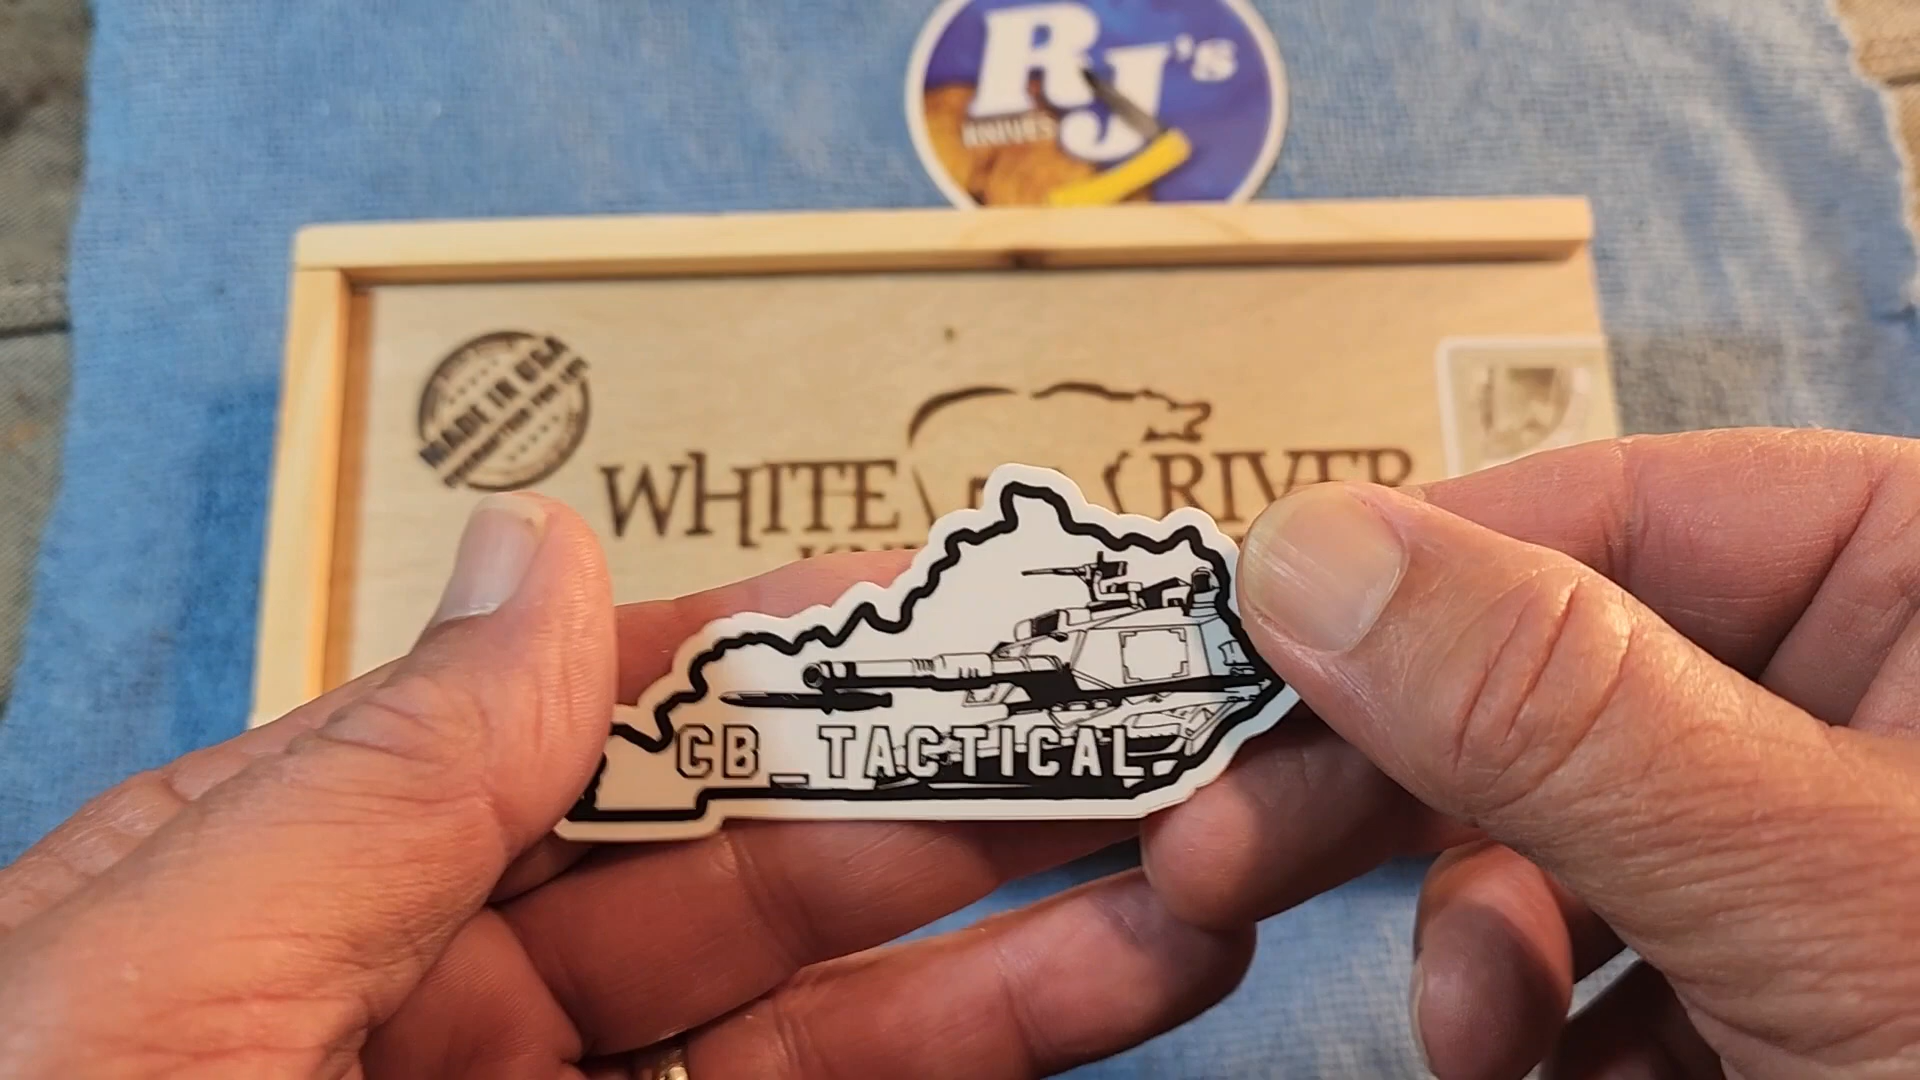 RJ's
KNIVES
MADE IN USA
WHITE RIVER
CB_TACTICAL